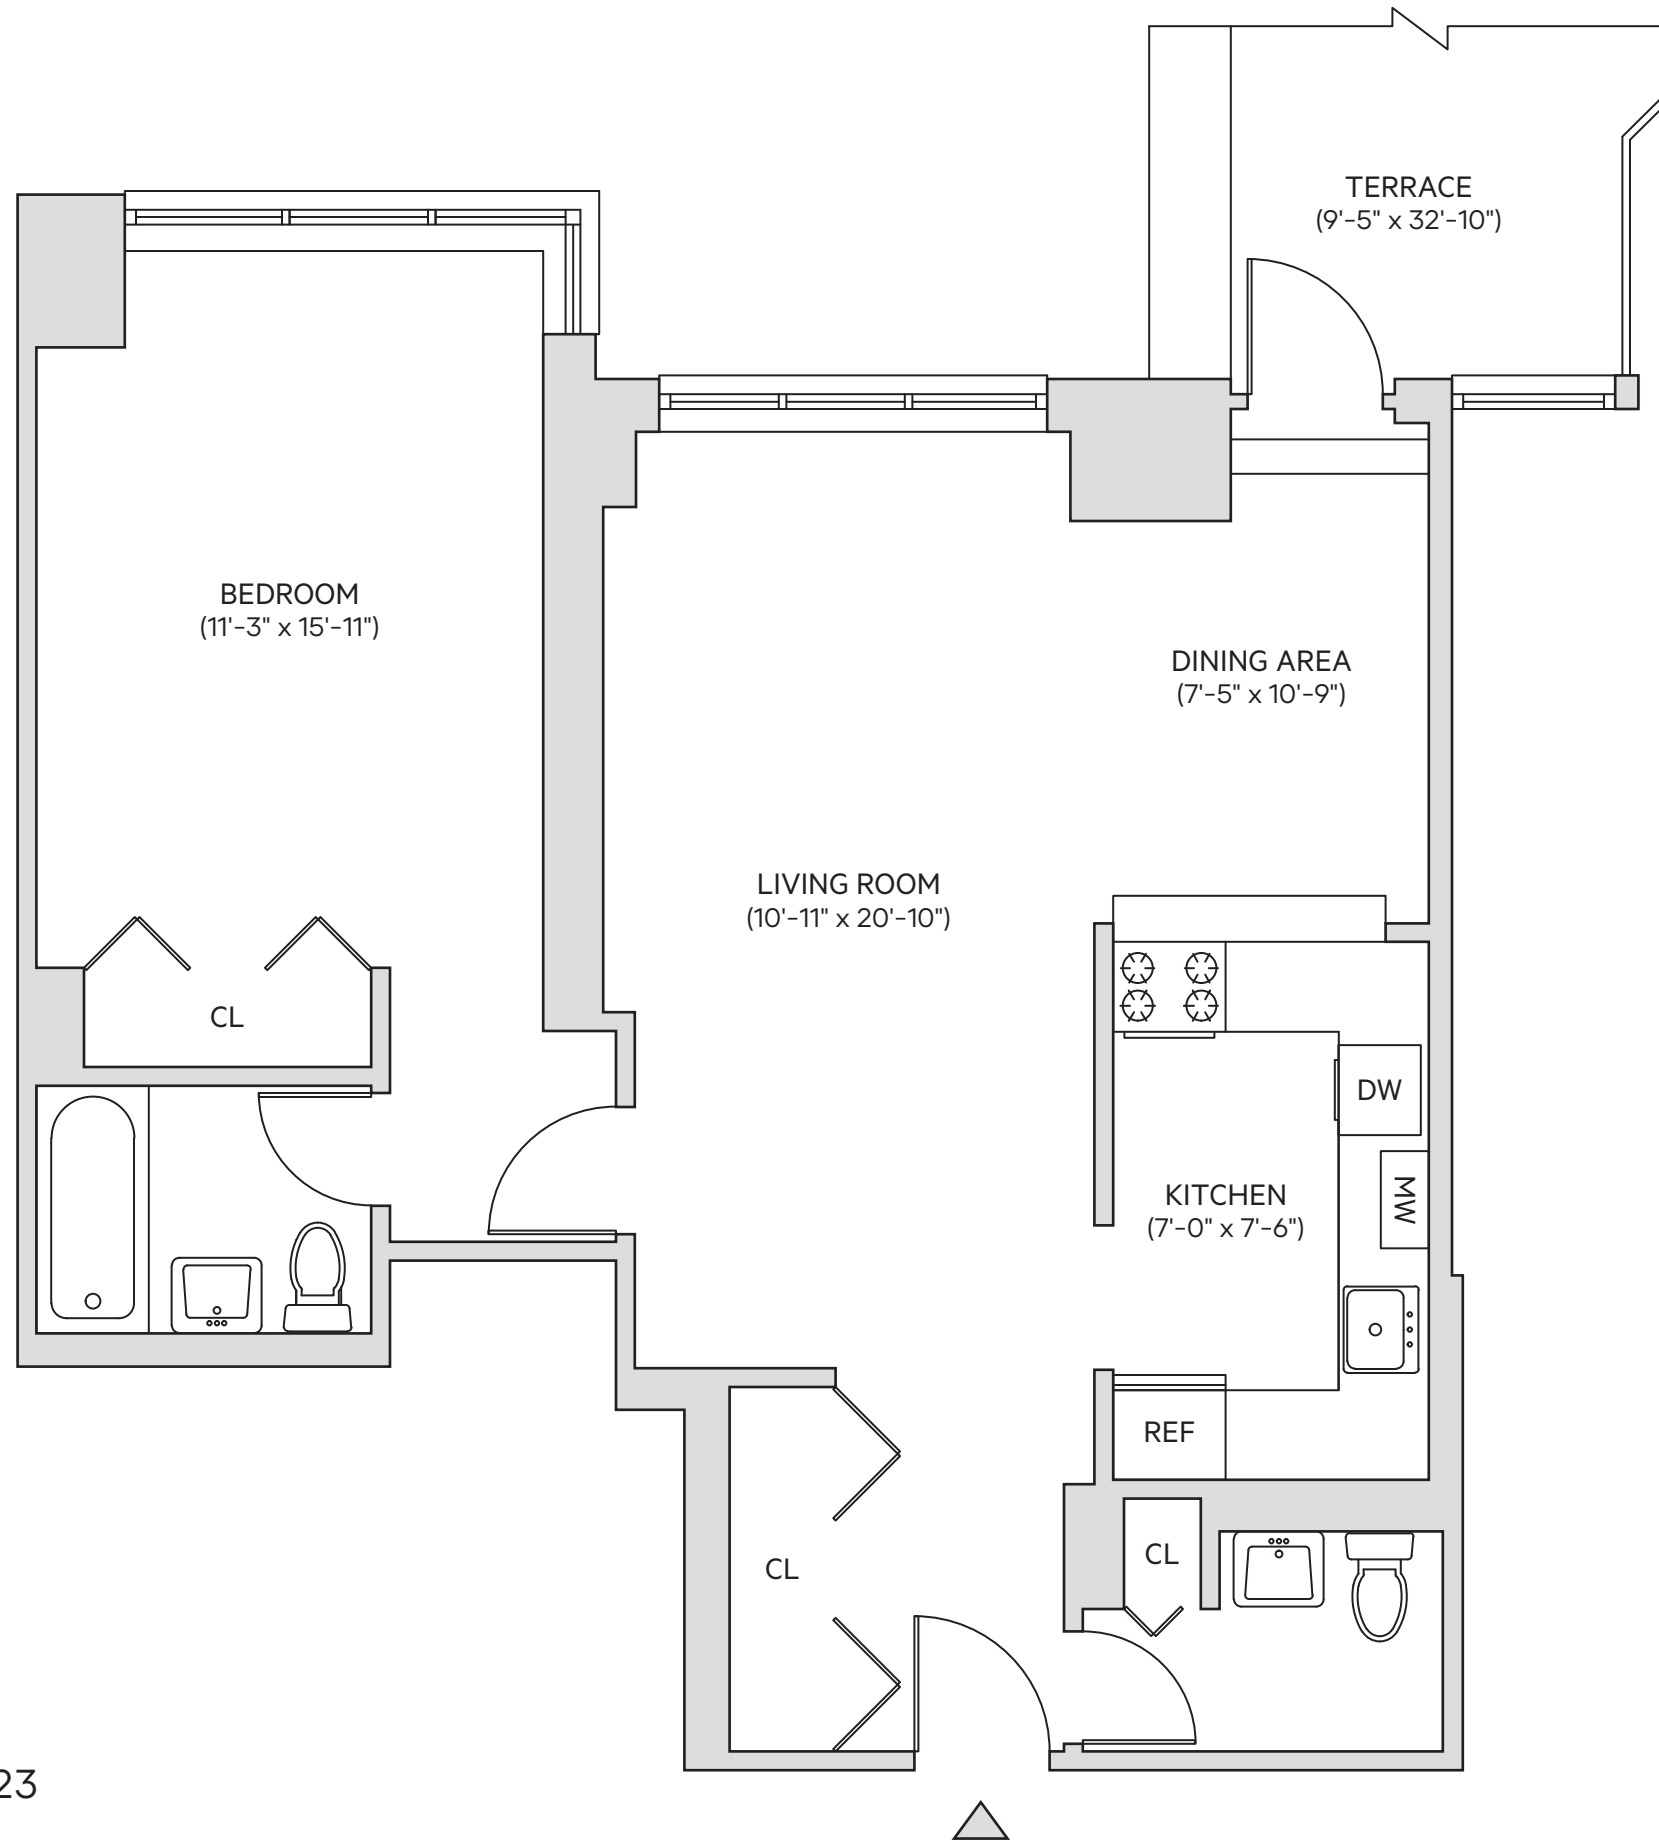 TERRACE
(9'-5" x 32'-10")
BEDROOM
(11'-3" x 15'-11")
DINING AREA
(7'-5" x 10'-9")
LIVING ROOM
(10'-11" x 20'-10")
CL
DW
MW
KITCHEN
(7'-0" x 7'-6")
REF
CL
CL
23